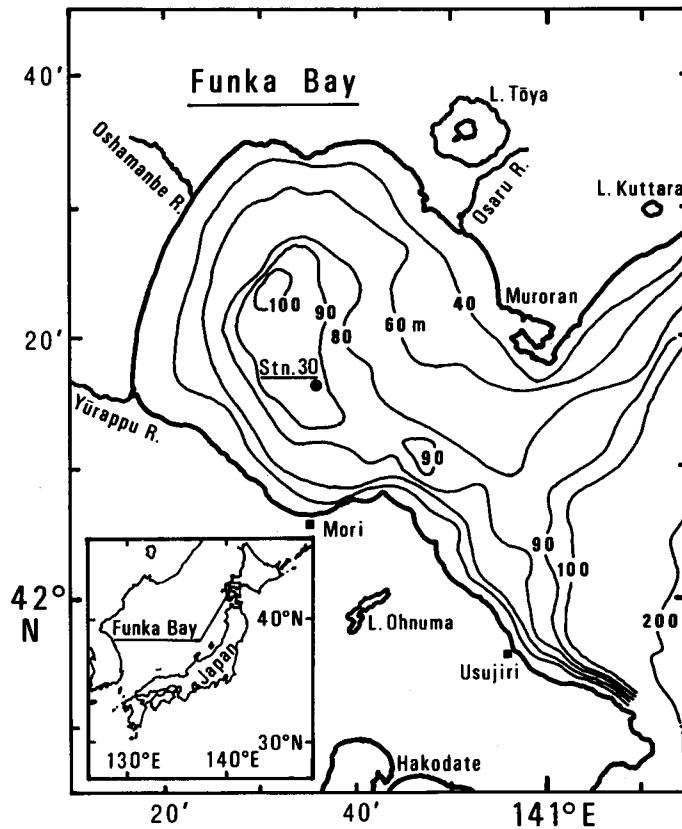 40′
Funka Bay
L. Tōya
Oshamanbe R.
Osaru R.
L. Kuttara
100
90
80
60 m
40
Muroran
20′
Stn.30
Yūrappu R.
90
Mori
90
100
42°
N
200
L. Ohnuma
Usujiri
Funka Bay
Japan
40°N
30°N
130°E
140°E
Hakodate
20′
40′
141°E